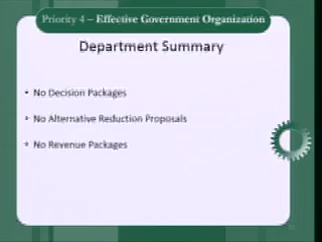 Priority 4 – Effective Government Organization
Department Summary
• No Decision Packages
• No Alternative Reduction Proposals
• No Revenue Packages